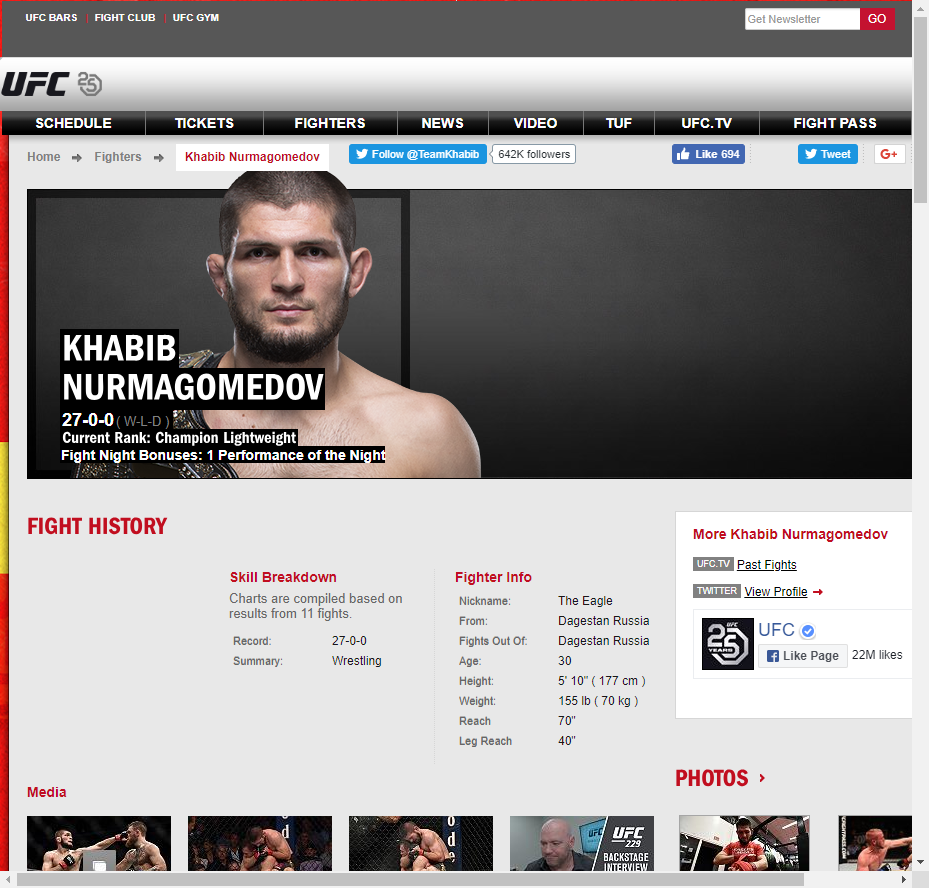 UFC BARS FIGHT CLUB UFC GYM
Get Newsletter GO
UFC 25
SCHEDULE TICKETS FIGHTERS NEWS VIDEO TUF UFC.TV FIGHT PASS
Home Fighters Khabib Nurmagomedov Follow @TeamKhabib 642K followers Like 694 Tweet G+
KHABIB
NURMAGOMEDOV
27-0-0 ( W-L-D )
Current Rank: Champion Lightweight
Fight Night Bonuses: 1 Performance of the Night
FIGHT HISTORY
Skill Breakdown
Charts are compiled based on
results from 11 fights.
Record: 27-0-0
Summary: Wrestling
Fighter Info
Nickname: The Eagle
From: Dagestan Russia
Fights Out Of: Dagestan Russia
Age: 30
Height: 5' 10" ( 177 cm )
Weight: 155 lb ( 70 kg )
Reach 70"
Leg Reach 40"
More Khabib Nurmagomedov
UFC.TV Past Fights
TWITTER View Profile
UFC
25
YEARS
UFC
Like Page 22M likes
Media
UFC
UFC
229
BACKSTAGE
INTERVIEW
PHOTOS